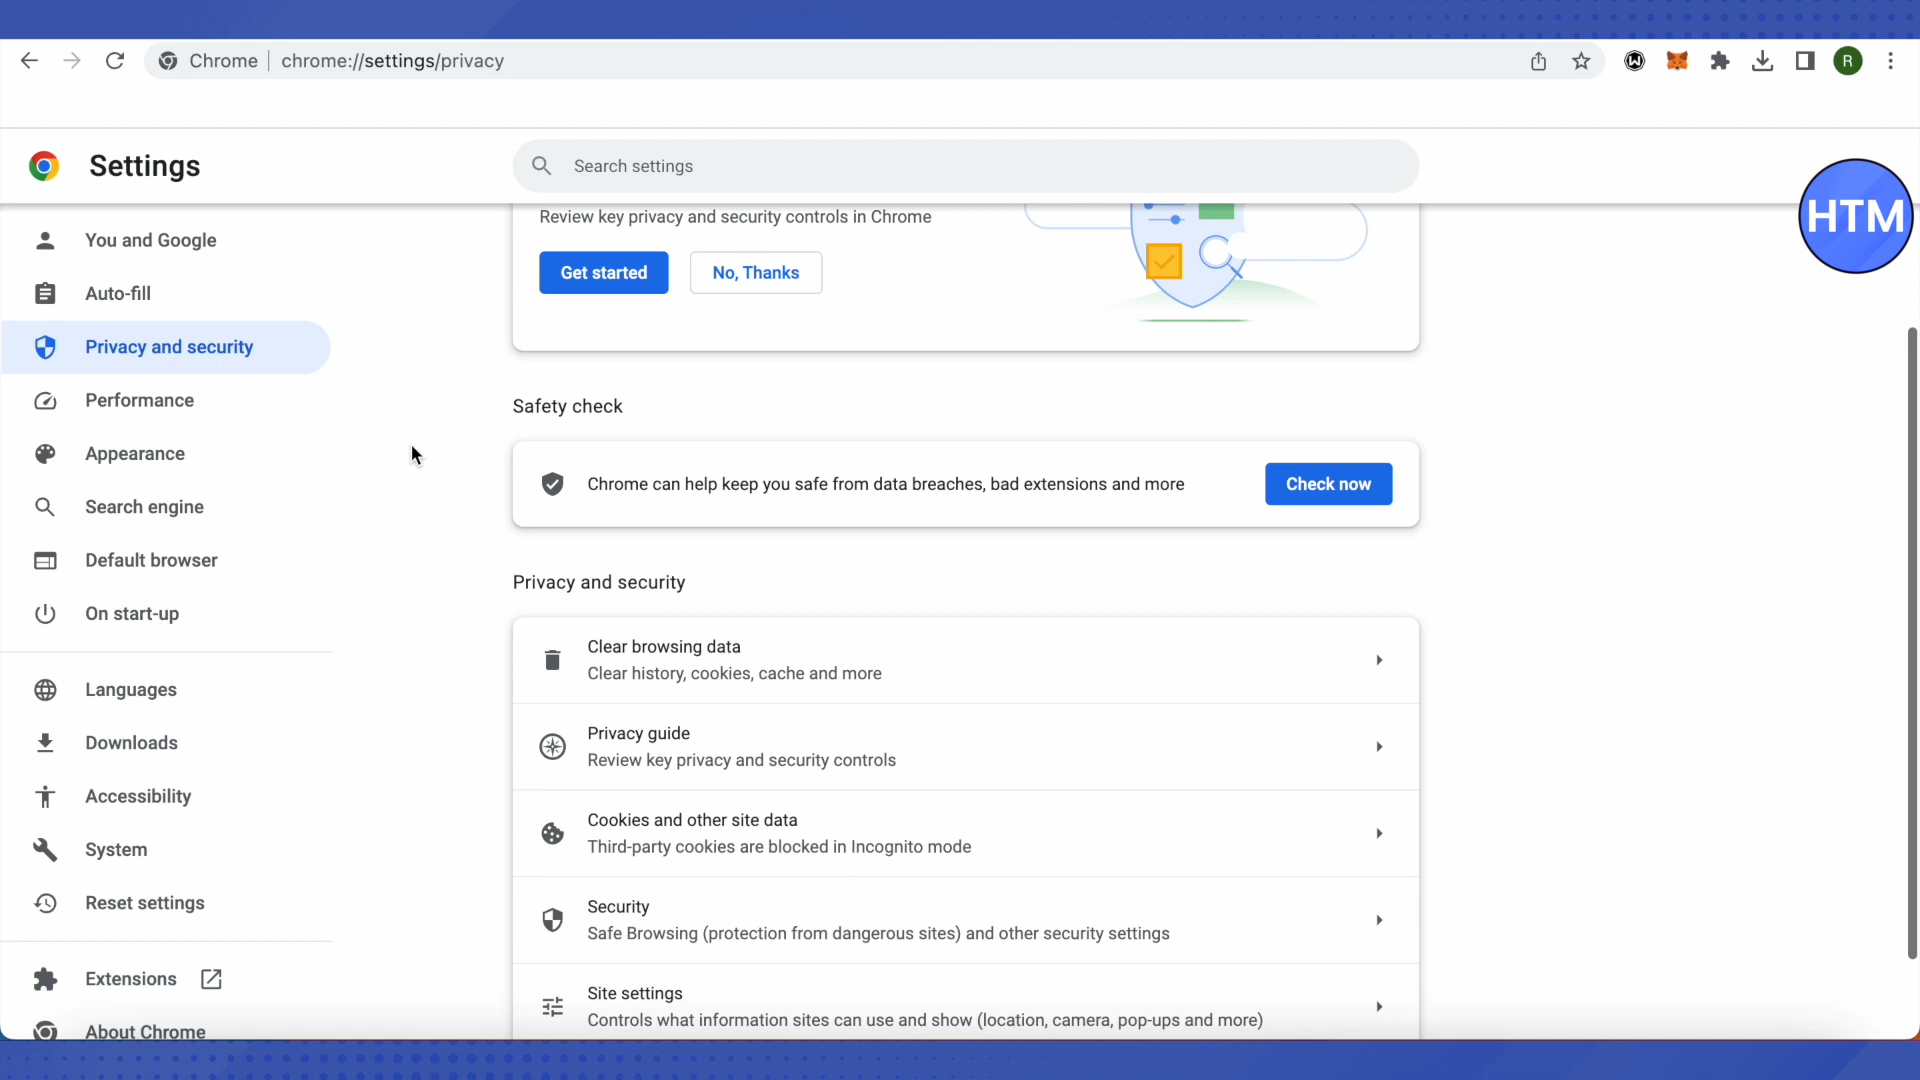 Chrome
chrome://settings/privacy
R
Settings
Search settings
HTM
You and Google
Auto-fill
Privacy and security
Performance
Appearance
Search engine
Default browser
On start-up
Languages
Downloads
Accessibility
System
Reset settings
Extensions
About Chrome
Review key privacy and security controls in Chrome
Get started
No, Thanks
Safety check
Chrome can help keep you safe from data breaches, bad extensions and more
Check now
Privacy and security
Clear browsing data
Clear history, cookies, cache and more
Privacy guide
Review key privacy and security controls
Cookies and other site data
Third-party cookies are blocked in Incognito mode
Security
Safe Browsing (protection from dangerous sites) and other security settings
Site settings
Controls what information sites can use and show (location, camera, pop-ups and more)